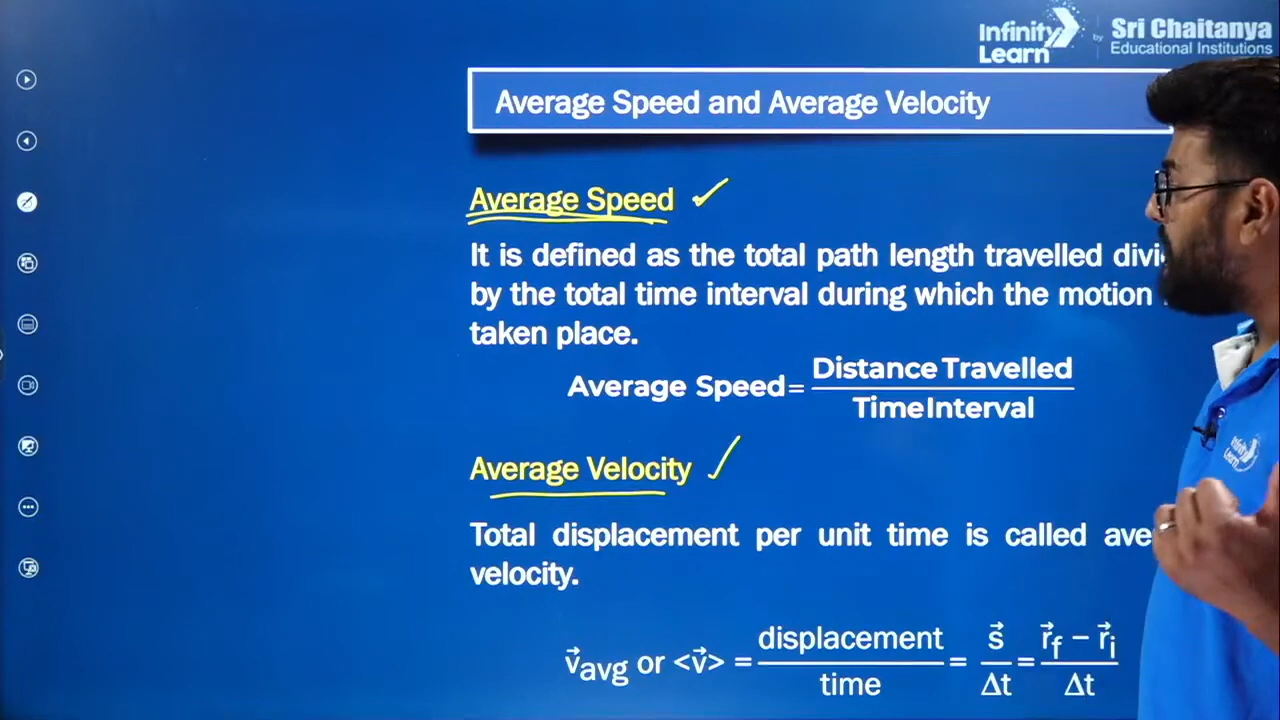 Infinity Learn by Sri Chaitanya Educational Institutions
Average Speed and Average Velocity
Average Speed
It is defined as the total path length travelled
by the total time interval during which the motion
taken place.
Average Speed = Distance Travelled / Time Interval
Average Velocity
Total displacement per unit time is called
velocity.
v⃗avg or <v⃗> = displacement / time = s⃗ / Δt = r⃗f − r⃗i / Δt
Infinity Learn